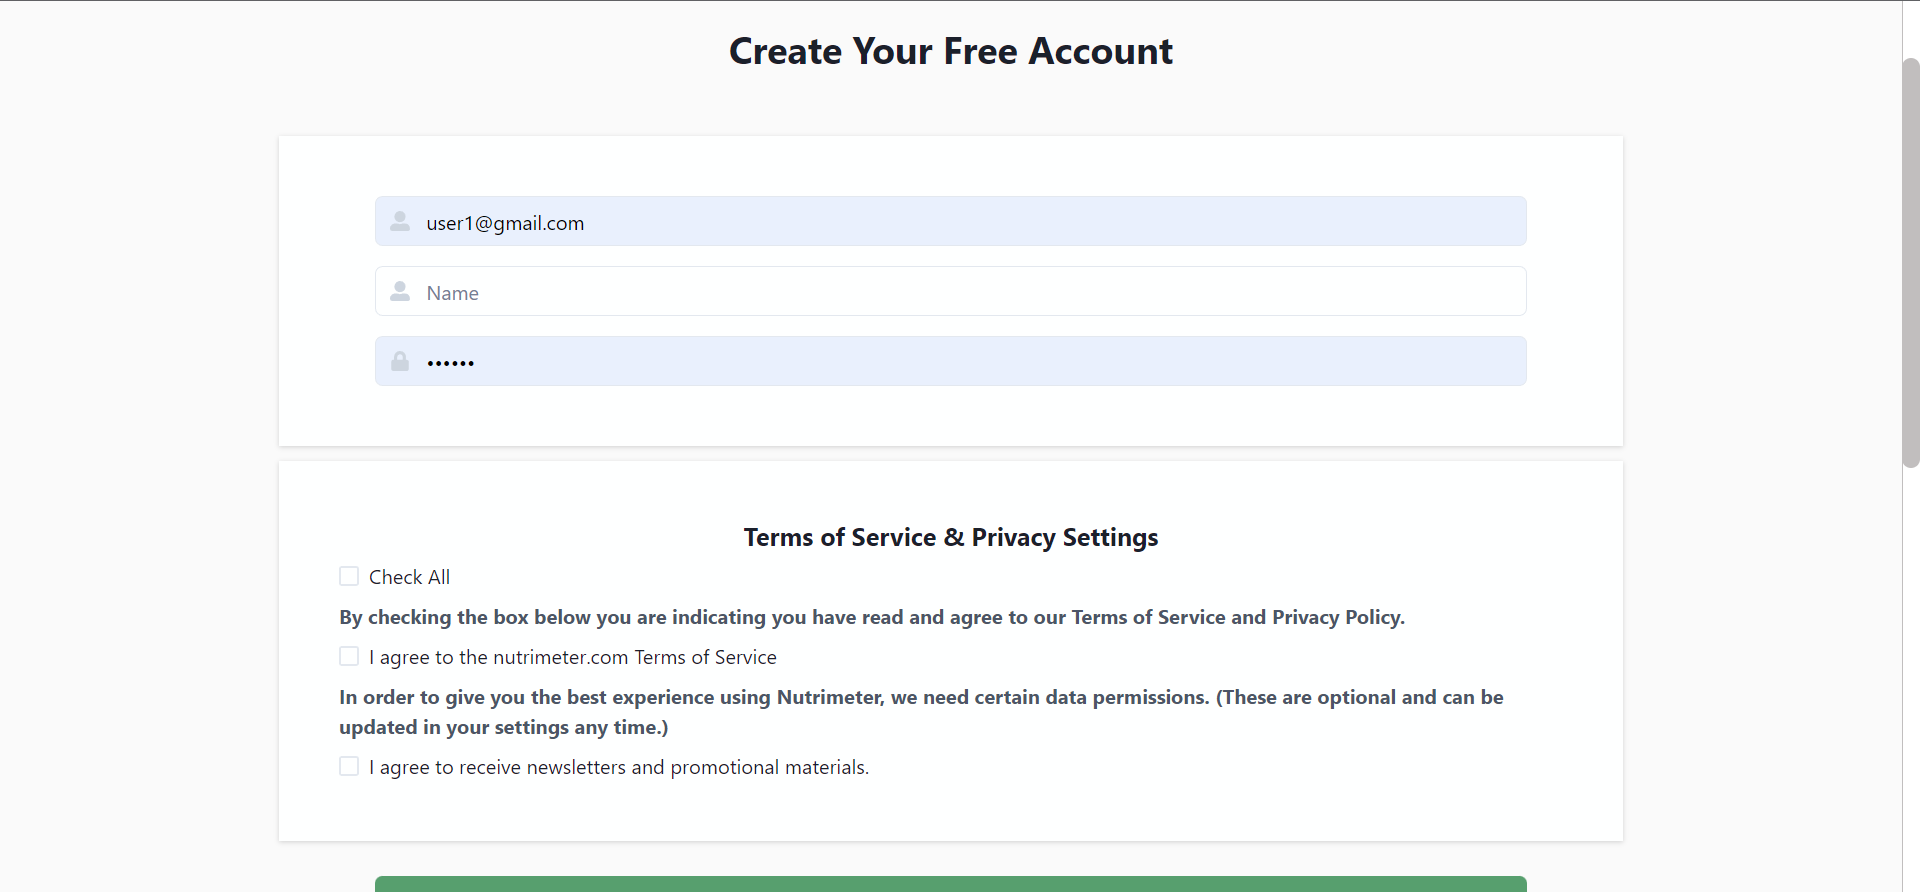 Create Your Free Account
user1@gmail.com
Name
••••••
Terms of Service & Privacy Settings
Check All
By checking the box below you are indicating you have read and agree to our Terms of Service and Privacy Policy.
I agree to the nutrimeter.com Terms of Service
In order to give you the best experience using Nutrimeter, we need certain data permissions. (These are optional and can be
updated in your settings any time.)
I agree to receive newsletters and promotional materials.